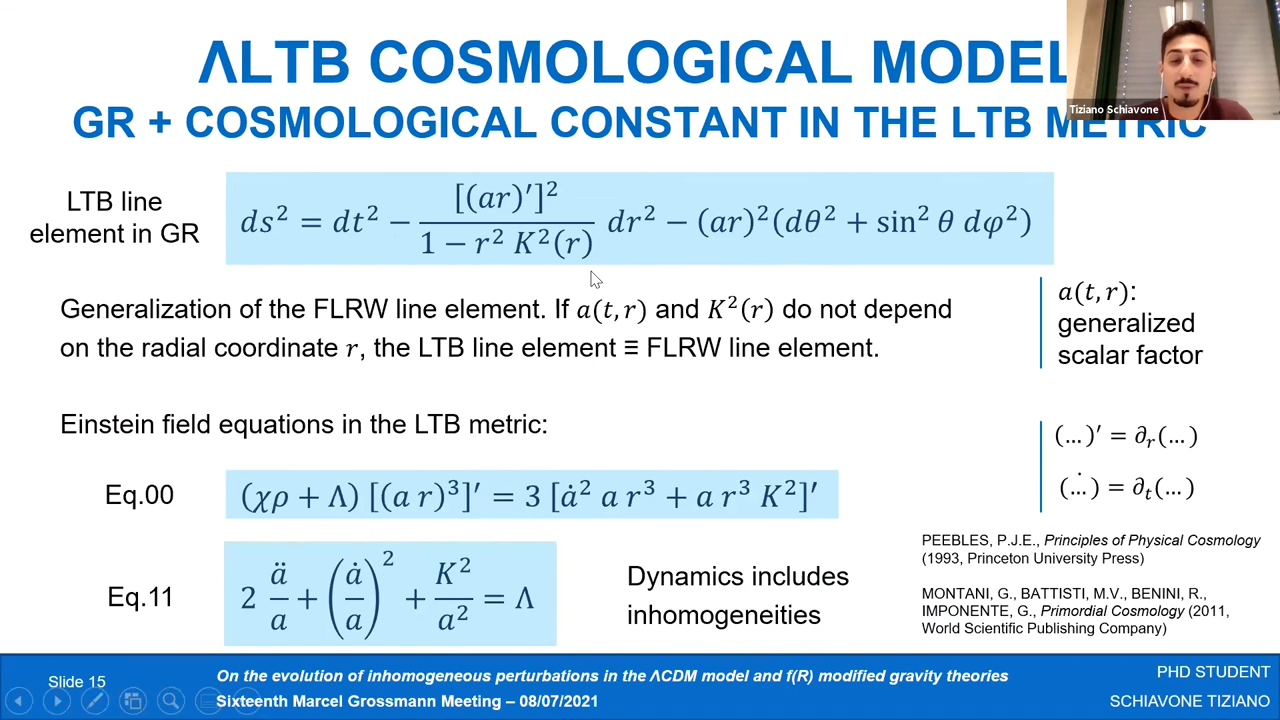 ΛLTB COSMOLOGICAL MODEL
GR + COSMOLOGICAL CONSTANT IN THE LTB METRIC
Tiziano Schiavone
LTB line
element in GR
ds² = dt² − [(ar)′]² / (1 − r² K²(r)) dr² − (ar)²(dθ² + sin² θ dφ²)
Generalization of the FLRW line element. If a(t, r) and K²(r) do not depend
on the radial coordinate r, the LTB line element ≡ FLRW line element.
a(t, r):
generalized
scalar factor
Einstein field equations in the LTB metric:
(…)′ = ∂ᵣ(…)
(…)̇ = ∂ₜ(…)
Eq.00
(χρ + Λ) [(a r)³]′ = 3 [ȧ² a r³ + a r³ K²]′
Eq.11
2 ä/a + (ȧ/a)² + K²/a² = Λ
Dynamics includes
inhomogeneities
PEEBLES, P.J.E., Principles of Physical Cosmology
(1993, Princeton University Press)
MONTANI, G., BATTISTI, M.V., BENINI, R.,
IMPONENTE, G., Primordial Cosmology (2011,
World Scientific Publishing Company)
Slide 15
On the evolution of inhomogeneous perturbations in the ΛCDM model and f(R) modified gravity theories
Sixteenth Marcel Grossmann Meeting – 08/07/2021
PHD STUDENT
SCHIAVONE TIZIANO